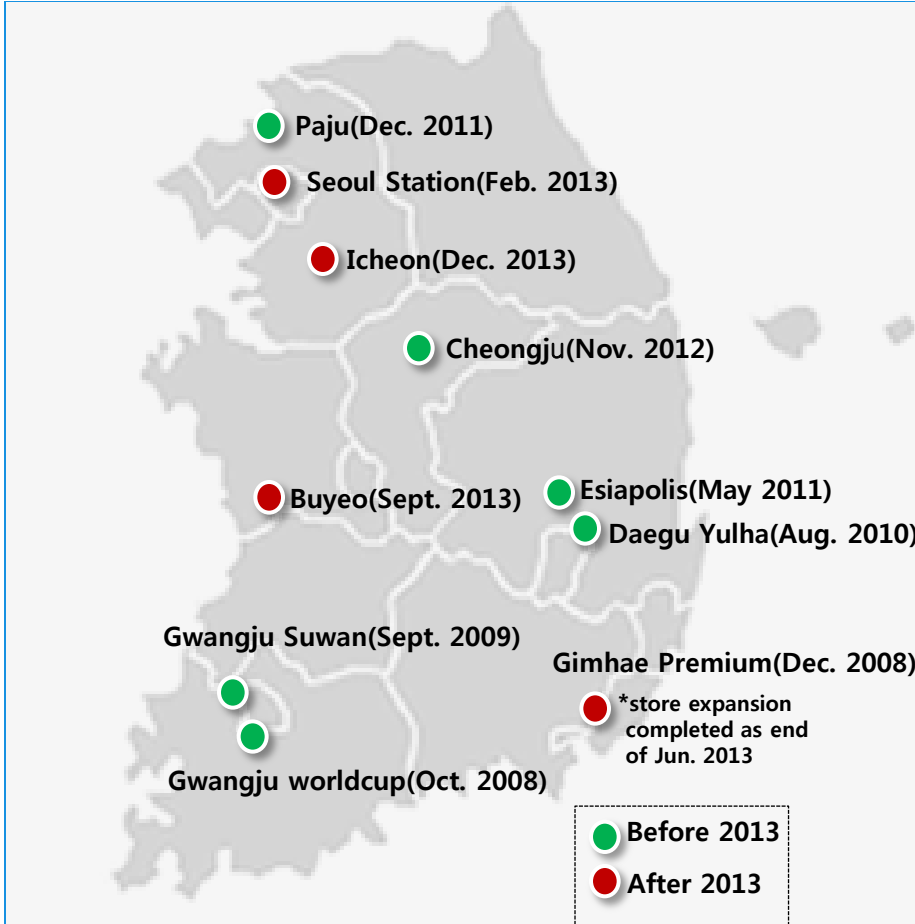 Paju(Dec. 2011)
Seoul Station(Feb. 2013)
Icheon(Dec. 2013)
Cheongju(Nov. 2012)
Esiapolis(May 2011)
Buyeo(Sept. 2013)
Daegu Yulha(Aug. 2010)
Gwangju Suwan(Sept. 2009)
Gimhae Premium(Dec. 2008)
*store expansion
completed as end
of Jun. 2013
Gwangju worldcup(Oct. 2008)
Before 2013
After 2013